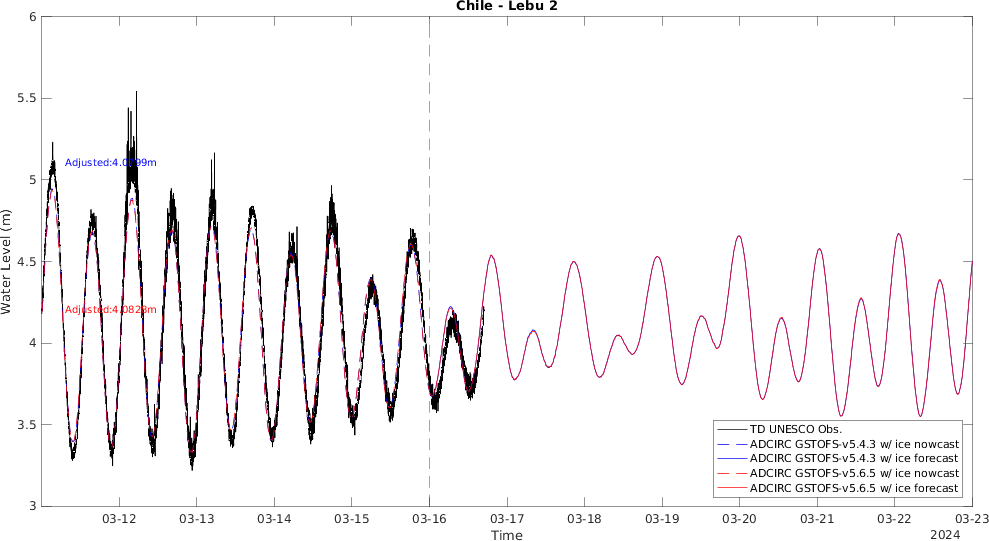 Chile - Lebu 2
Water Level (m)
6
5.5
5
4.5
4
3.5
3
Adjusted:4.0799m
Adjusted:4.0823m
TD UNESCO Obs.
ADCIRC GSTOFS-v5.4.3 w/ ice nowcast
ADCIRC GSTOFS-v5.4.3 w/ ice forecast
ADCIRC GSTOFS-v5.6.5 w/ ice nowcast
ADCIRC GSTOFS-v5.6.5 w/ ice forecast
03-12 03-13 03-14 03-15 03-16 03-17 03-18 03-19 03-20 03-21 03-22 03-23
Time
2024